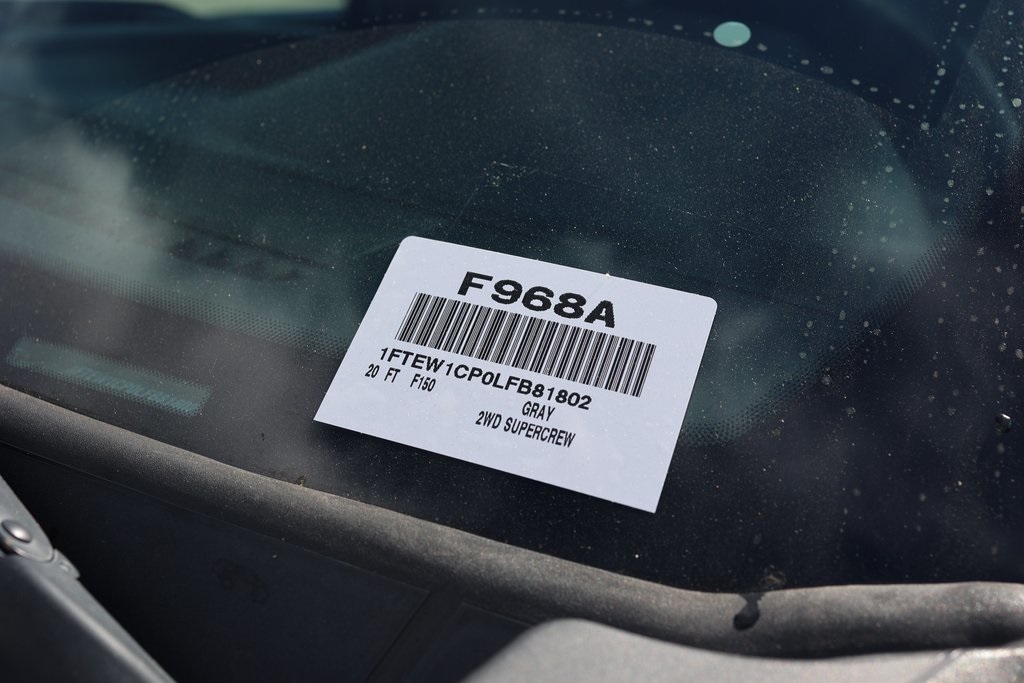 F968A
1FTEW1CP0LFB81802
20 FT F150
GRAY
2WD SUPERCREW